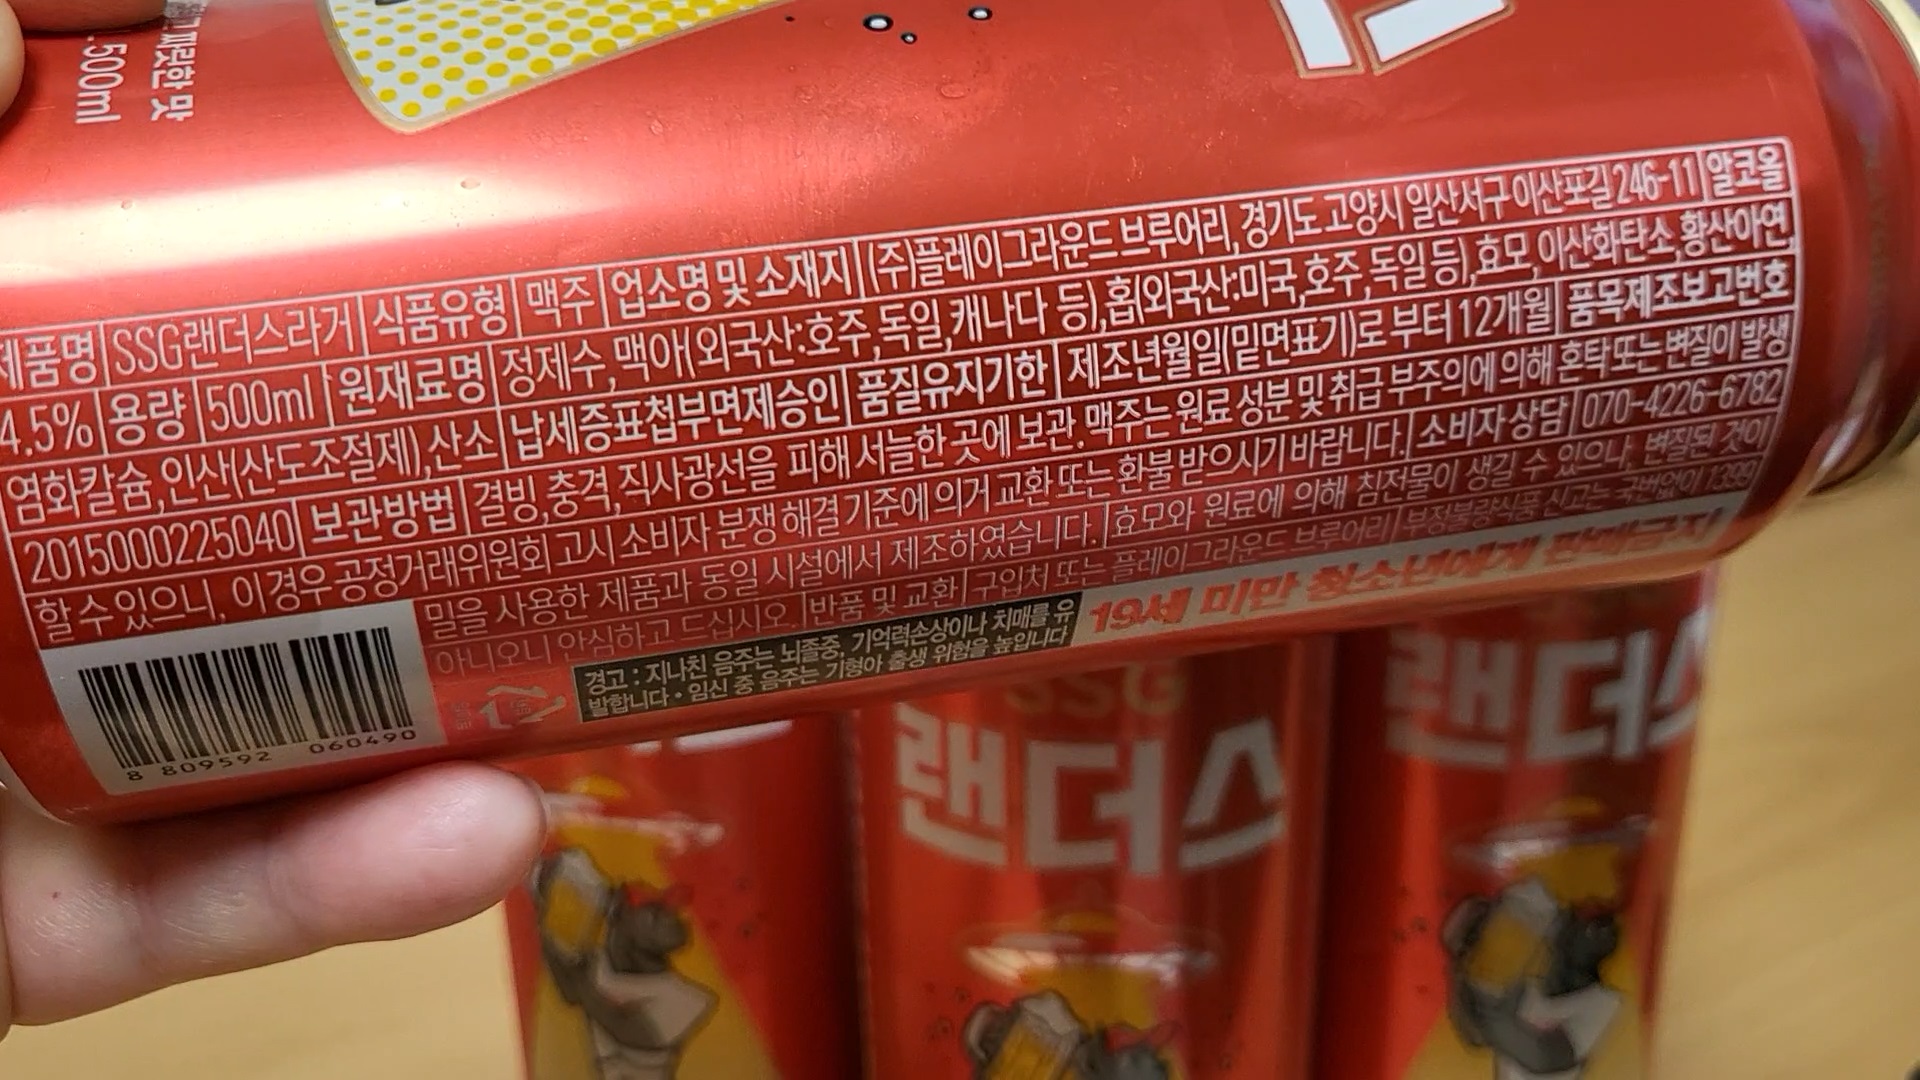 짜릿한 맛
500ml
제품명 SSG랜더스라거 식품유형 맥주 업소명 및 소재지 (주)플레이그라운드 브루어리, 경기도 고양시 일산서구 이산포길 246-11 알코올
4.5% 용량 500ml 원재료명 정제수, 맥아(외국산:호주,독일,캐나다 등),홉(외국산:미국,호주,독일 등),효모,이산화탄소,황산아연,
염화칼슘,인산(산도조절제),산소 납세증표첩부면제승인 품질유지기한 제조년월일(밑면표기)로 부터 12개월 품목제조보고번호
2015000225040 보관방법 결빙,충격,직사광선을 피해 서늘한 곳에 보관. 맥주는 원료 성분 및 취급 부주의에 의해 혼탁 또는 변질이 발생
할 수 있으니, 이 경우 공정거래위원회 고시 소비자 분쟁 해결 기준에 의거 교환 또는 환불 받으시기 바랍니다. 소비자 상담 070-4226-6782
밀을 사용한 제품과 동일 시설에서 제조하였습니다. 효모와 원료에 의해 침전물이 생길 수 있으나, 변질된 것이
아니오니 안심하고 드십시오. 반품 및 교환 구입처 또는 플레이그라운드 브루어리 부정불량식품 신고는 국번없이 1399
경고 : 지나친 음주는 뇌졸중, 기억력손상이나 치매를 유
발합니다 • 임신 중 음주는 기형아 출생 위험을 높입니다
19세 미만 청소년에게 판매금지
8 809592 060490
SSG
랜더스
랜더스